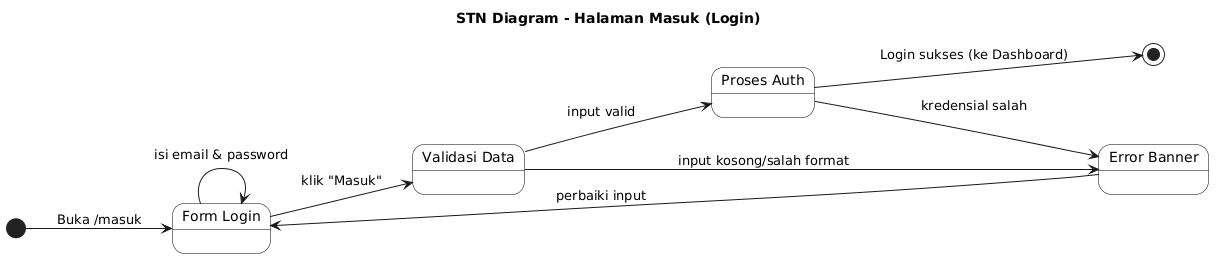 STN Diagram - Halaman Masuk (Login)
Login sukses (ke Dashboard)
Proses Auth
kredensial salah
input valid
isi email & password
Validasi Data
input kosong/salah format
Error Banner
klik "Masuk"
perbaiki input
Buka /masuk
Form Login